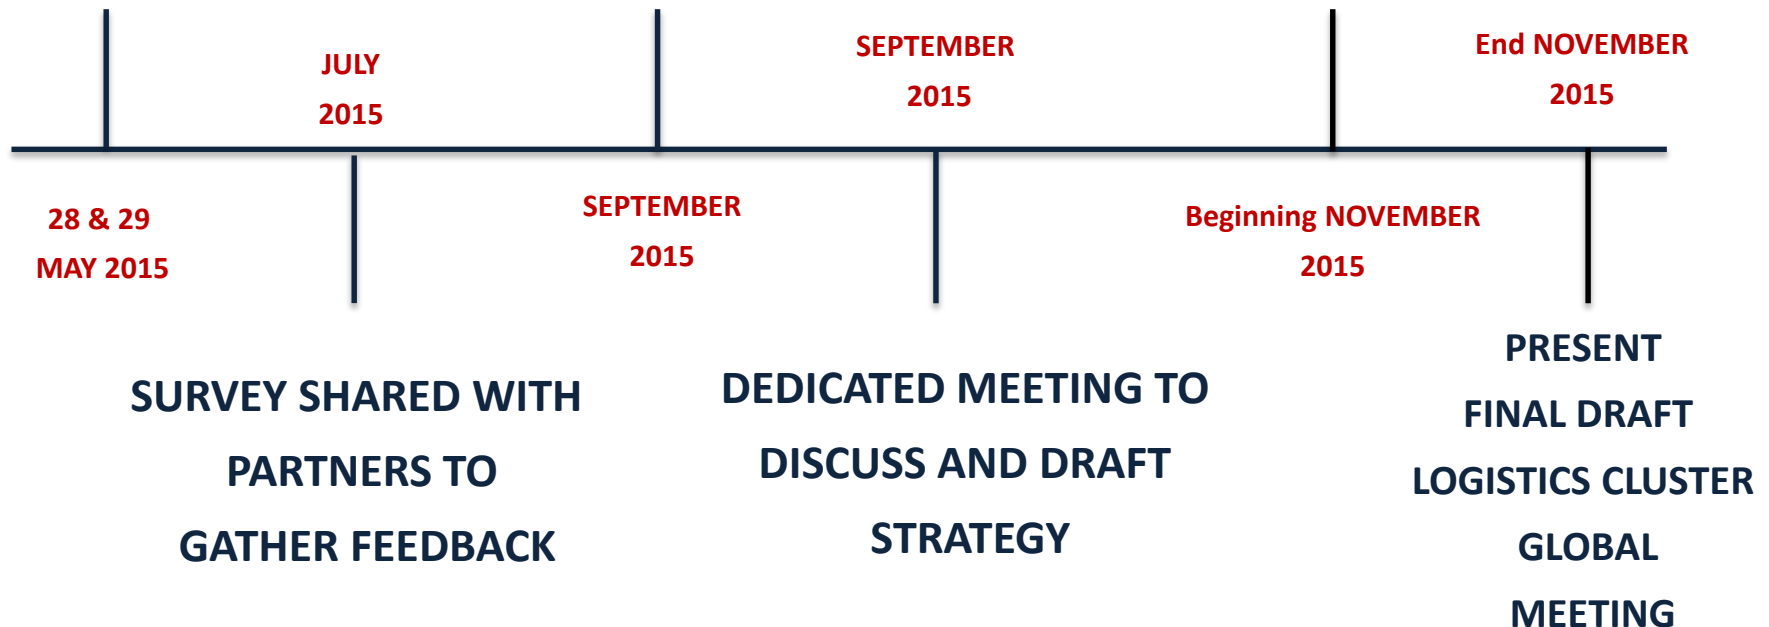 28 & 29
MAY 2015
JULY
2015
SURVEY SHARED WITH
PARTNERS TO
GATHER FEEDBACK
SEPTEMBER
2015
SEPTEMBER
2015
DEDICATED MEETING TO
DISCUSS AND DRAFT
STRATEGY
Beginning NOVEMBER
2015
End NOVEMBER
2015
PRESENT
FINAL DRAFT
LOGISTICS CLUSTER
GLOBAL
MEETING